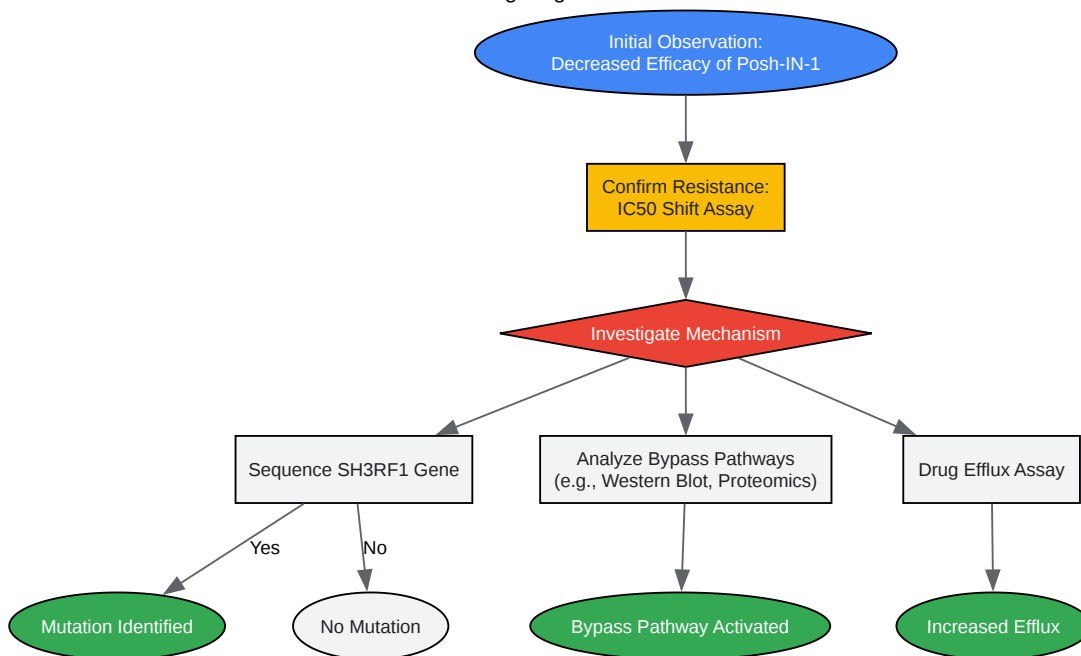 Initial Observation:
Decreased Efficacy of Posh-IN-1
Confirm Resistance:
IC50 Shift Assay
Investigate Mechanism
Sequence SH3RF1 Gene
Analyze Bypass Pathways
(e.g., Western Blot, Proteomics)
Drug Efflux Assay
Yes
No
Mutation Identified
No Mutation
Bypass Pathway Activated
Increased Efflux